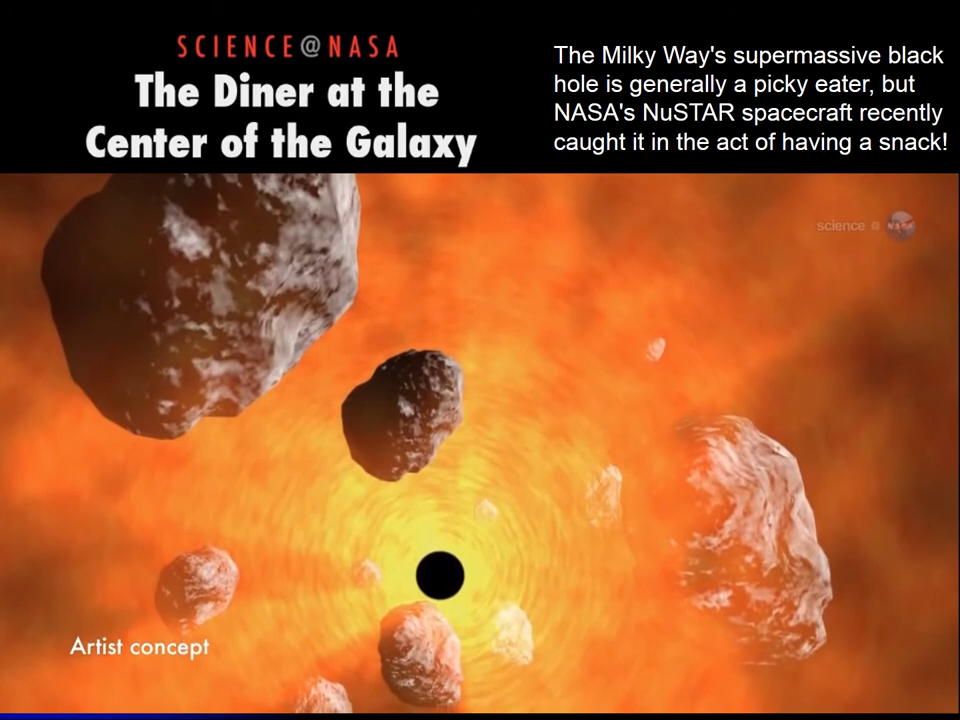 SCIENCE@NASA
The Diner at the
Center of the Galaxy
The Milky Way's supermassive black
hole is generally a picky eater, but
NASA's NuSTAR spacecraft recently
caught it in the act of having a snack!
science @ NASA
Artist concept